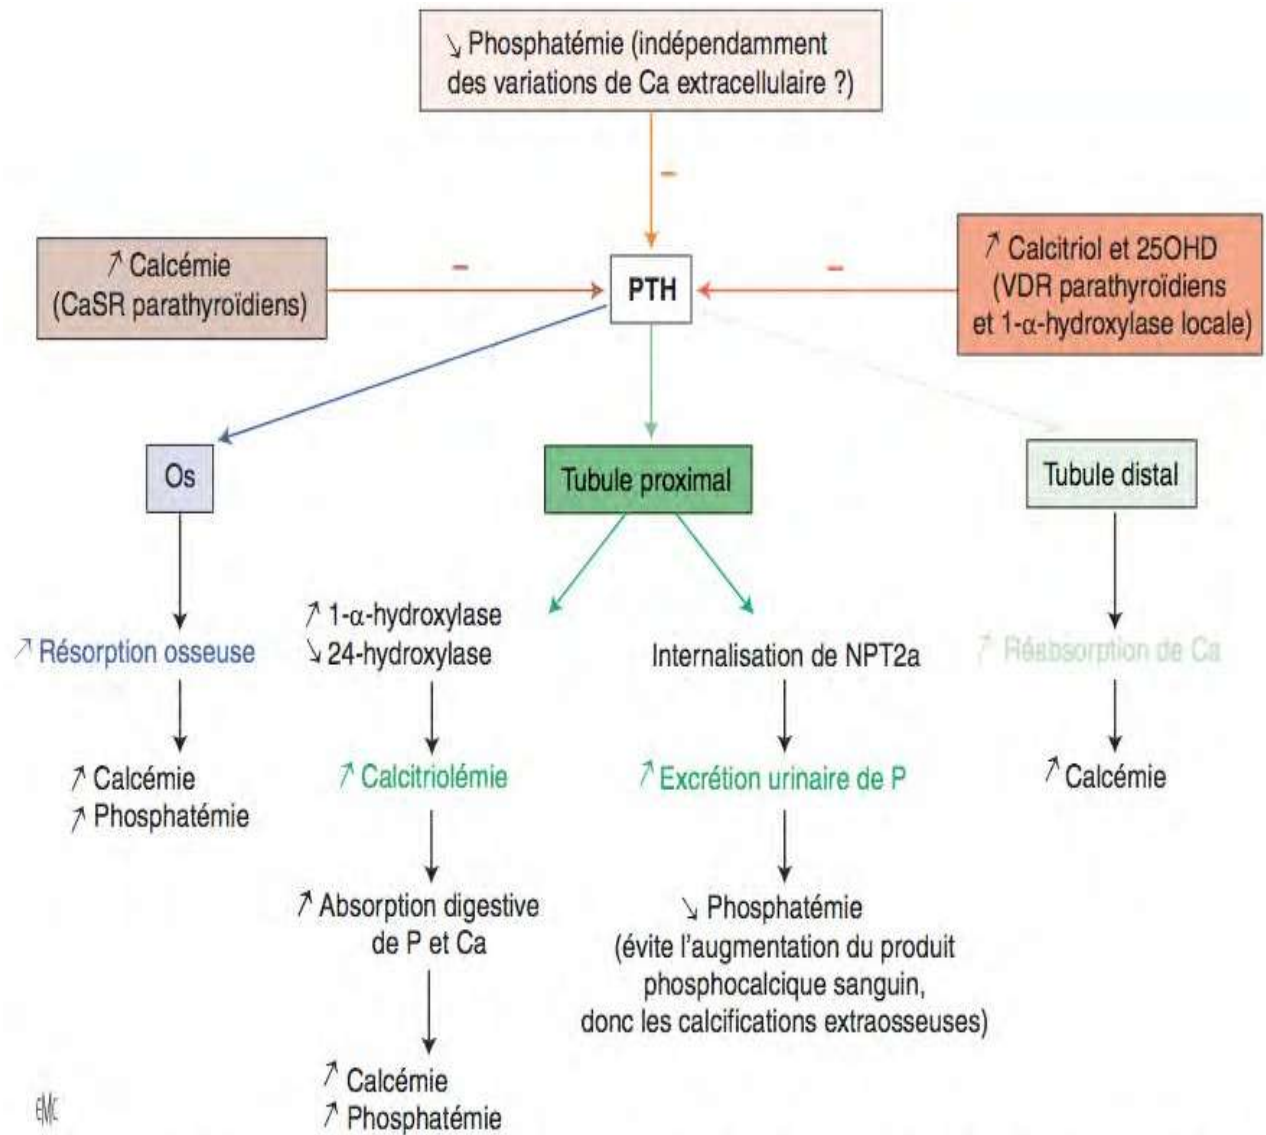 ↘ Phosphatémie (indépendamment
des variations de Ca extracellulaire ?)
–
↗ Calcémie
(CaSR parathyroïdiens)
–
PTH
–
↗ Calcitriol et 25OHD
(VDR parathyroïdiens
et 1-α-hydroxylase locale)
Os
Tubule proximal
Tubule distal
↗ Résorption osseuse
↗ Calcémie
↗ Phosphatémie
↗ 1-α-hydroxylase
↘ 24-hydroxylase
↗ Calcitriolémie
↗ Absorption digestive
de P et Ca
↗ Calcémie
↗ Phosphatémie
Internalisation de NPT2a
↗ Excrétion urinaire de P
↘ Phosphatémie
(évite l'augmentation du produit
phosphocalcique sanguin,
donc les calcifications extraosseuses)
↗ Réabsorption de Ca
↗ Calcémie
EMC